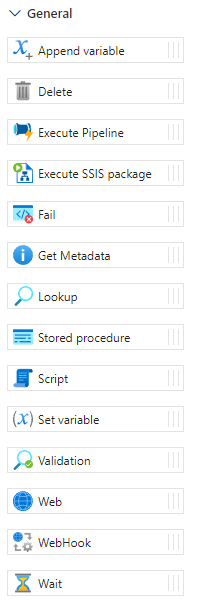 General
Append variable
Delete
Execute Pipeline
Execute SSIS package
Fail
Get Metadata
Lookup
Stored procedure
Script
(x) Set variable
Validation
Web
WebHook
Wait